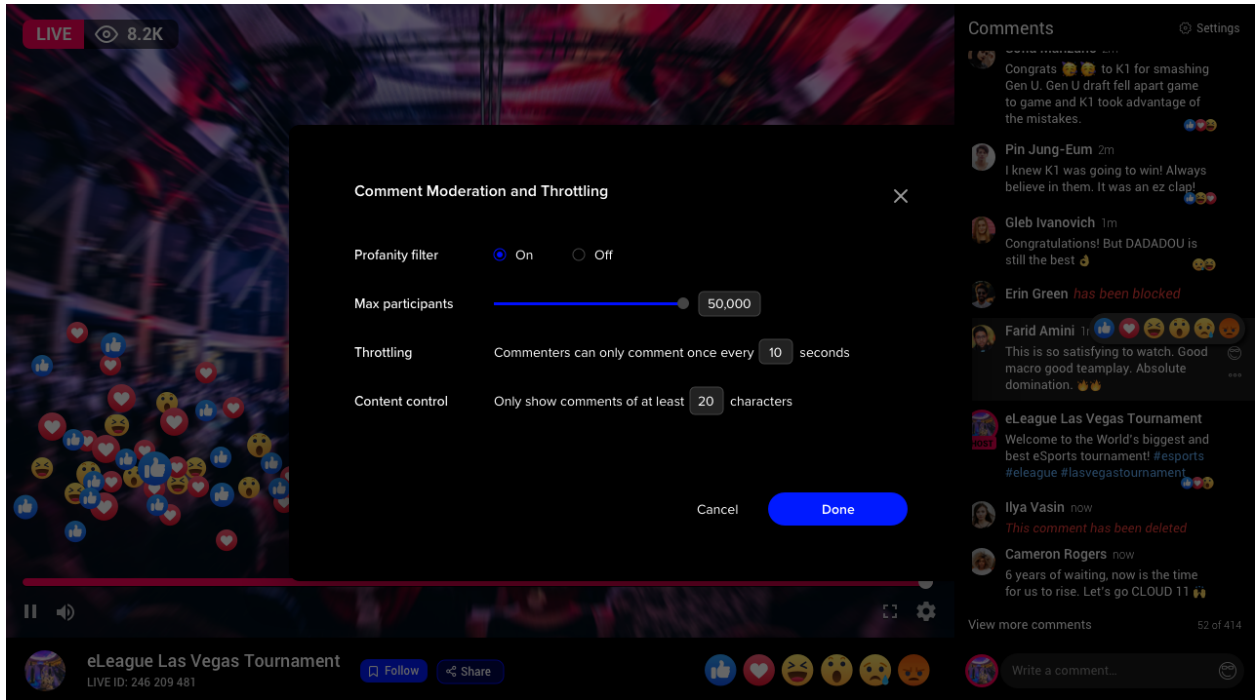 LIVE
8.2K
Comments
Settings
Congrats 🥳 🥳 to K1 for smashing
Gen U. Gen U draft fell apart game
to game and K1 took advantage of
the mistakes.
Pin Jung-Eum 2m
I knew K1 was going to win! Always
believe in them. It was an ez clap!
Gleb Ivanovich 1m
Congratulations! But DADADOU is
still the best 👌
Erin Green has been blocked
Farid Amini
This is so satisfying to watch. Good
macro good teamplay. Absolute
domination. 🔥🔥
eLeague Las Vegas Tournament
HOST
Welcome to the World's biggest and
best eSports tournament! #esports
#eleague #lasvegastournament
Ilya Vasin now
This comment has been deleted
Cameron Rogers now
6 years of waiting, now is the time
for us to rise. Let's go CLOUD 11 🙌
View more comments
52 of 414
Write a comment...
Comment Moderation and Throttling
Profanity filter
On
Off
Max participants
50,000
Throttling
Commenters can only comment once every 10 seconds
Content control
Only show comments of at least 20 characters
Cancel
Done
eLeague Las Vegas Tournament
LIVE ID: 246 209 481
Follow
Share